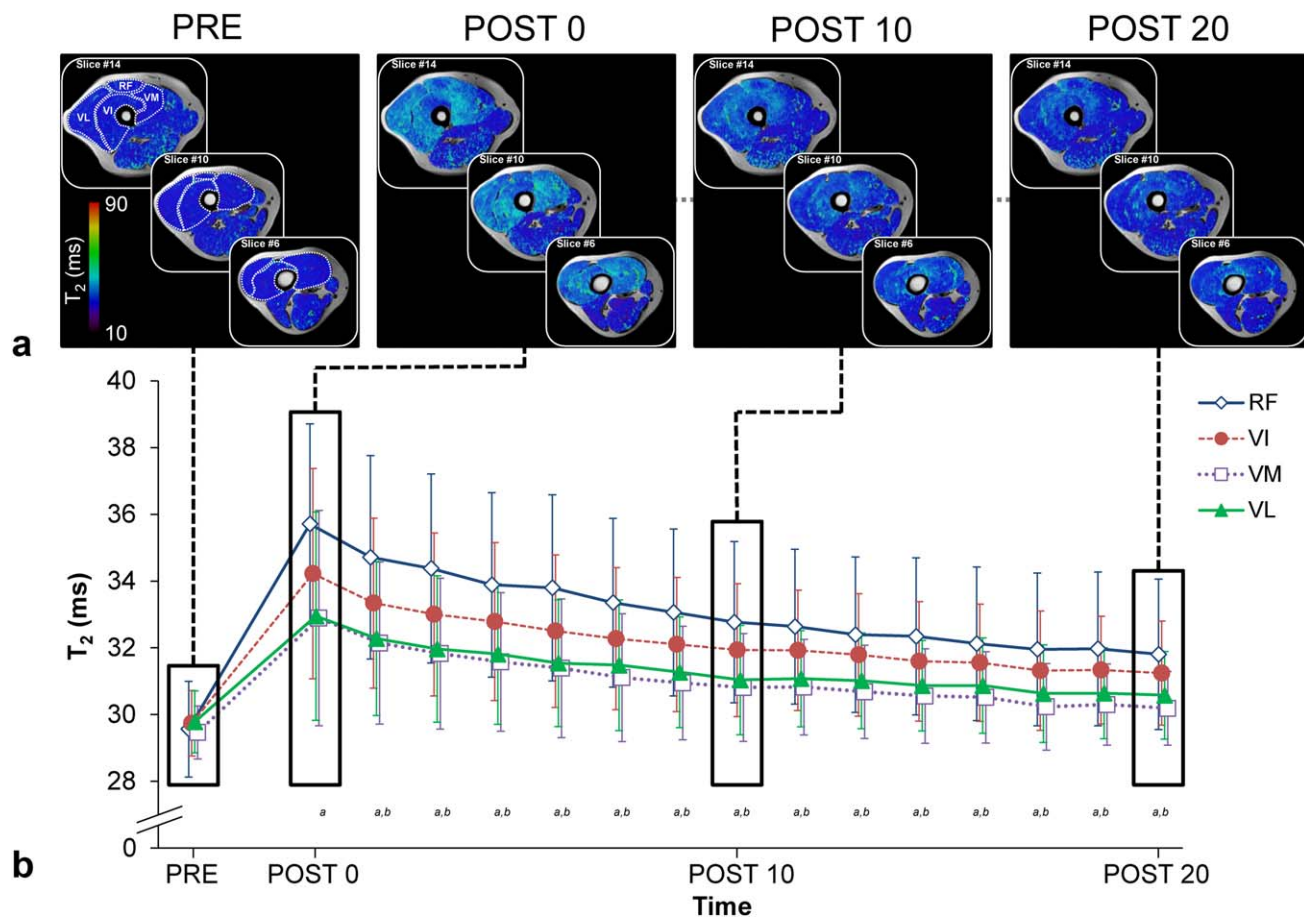 PRE
POST 0
POST 10
POST 20
Slice #14
RF
VM
VI
VL
Slice #10
Slice #6
90
T2 (ms)
10
Slice #14
Slice #10
Slice #6
Slice #14
Slice #10
Slice #6
Slice #14
Slice #10
Slice #6
a
40
38
36
34
32
30
28
0
T2 (ms)
RF
VI
VM
VL
a a,b a,b a,b a,b a,b a,b a,b a,b a,b a,b a,b a,b a,b a,b
b
PRE POST 0 POST 10 POST 20
Time